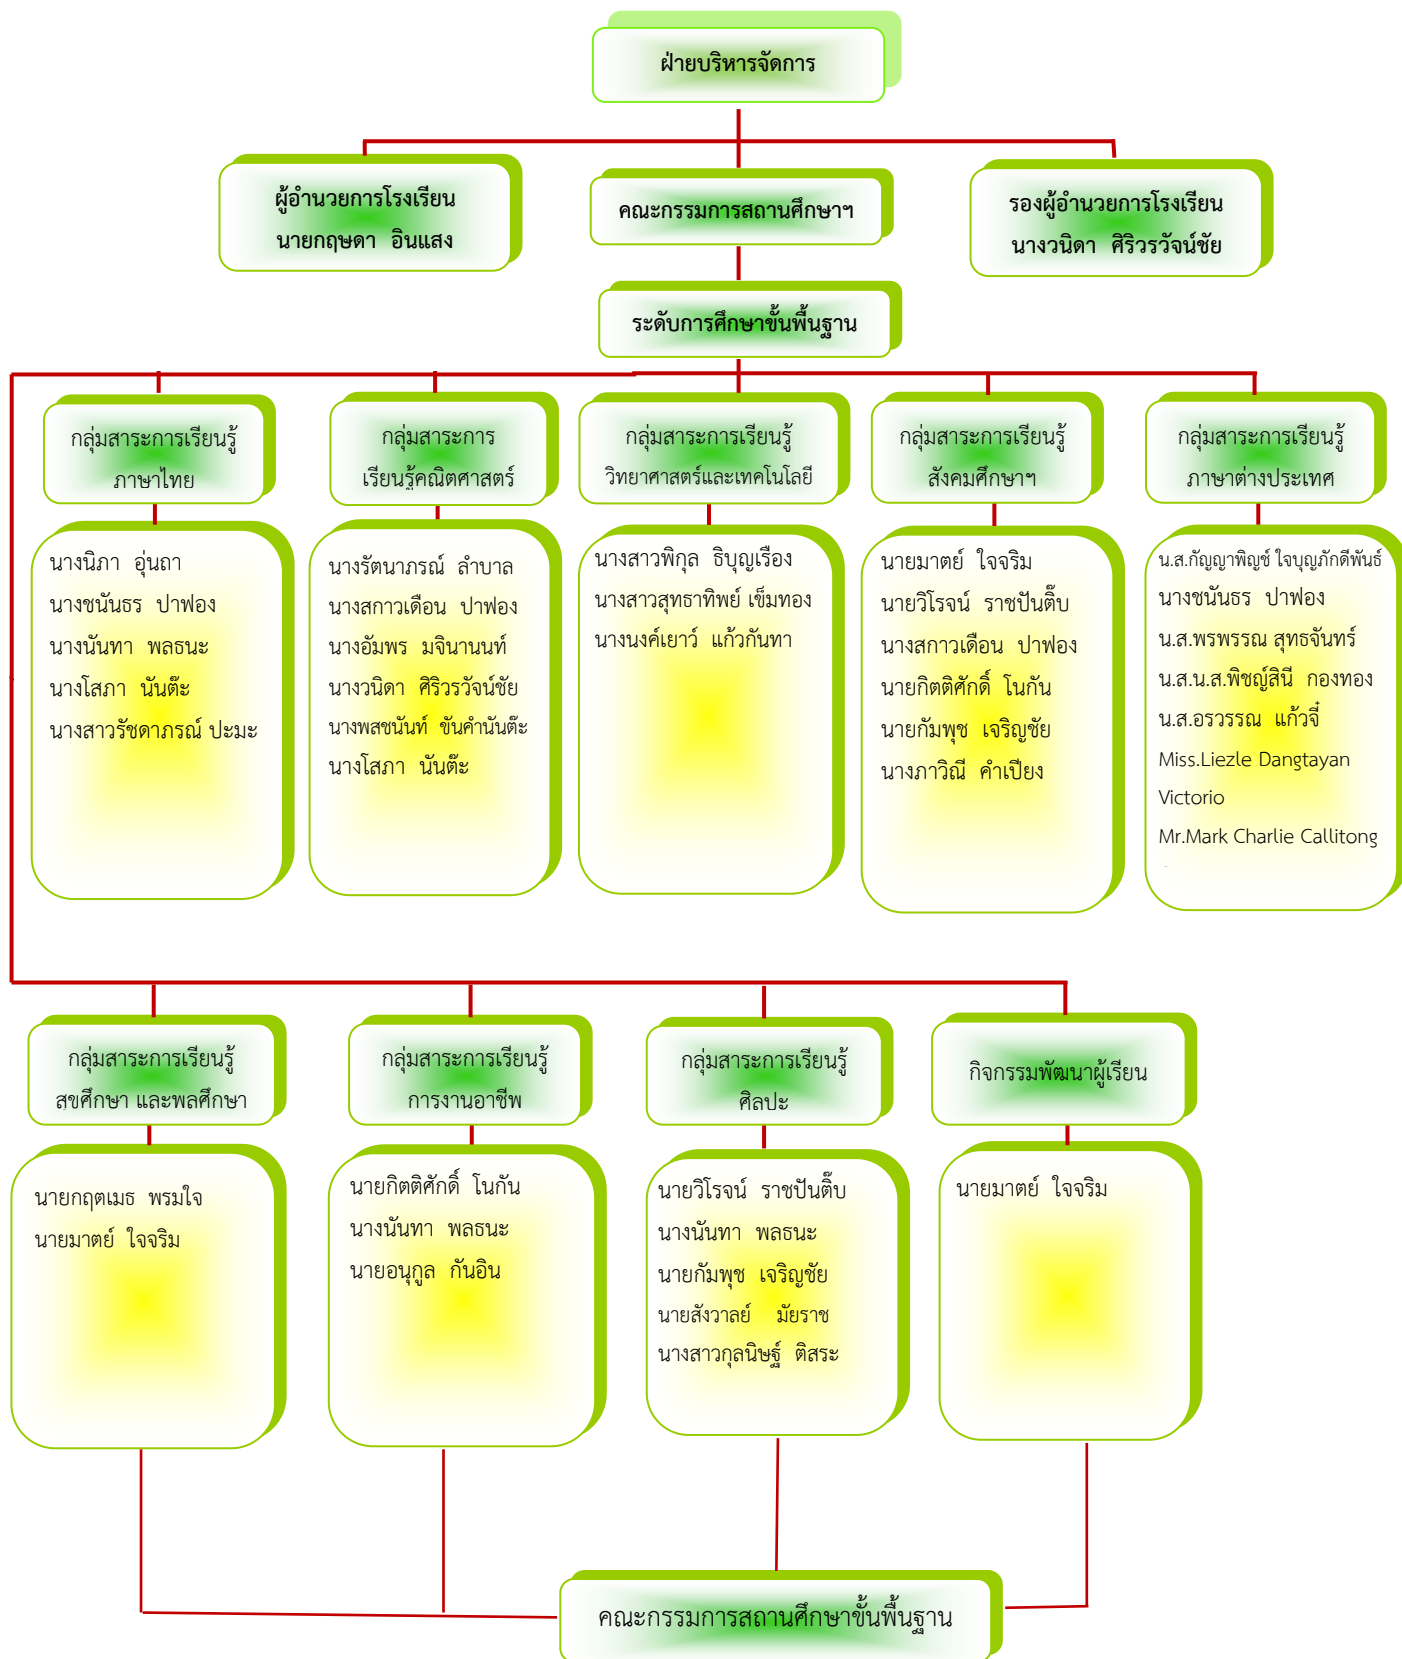 ฝ่ายบริหารจัดการ
ผู้อำนวยการโรงเรียน
นายกฤษดา อินแสง
คณะกรรมการสถานศึกษาฯ
รองผู้อำนวยการโรงเรียน
นางวนิดา ศิริวรวัจน์ชัย
ระดับการศึกษาขั้นพื้นฐาน
กลุ่มสาระการเรียนรู้
ภาษาไทย
กลุ่มสาระการ
เรียนรู้คณิตศาสตร์
กลุ่มสาระการเรียนรู้
วิทยาศาสตร์และเทคโนโลยี
กลุ่มสาระการเรียนรู้
สังคมศึกษาฯ
กลุ่มสาระการเรียนรู้
ภาษาต่างประเทศ
นางนิภา อุ่นถา
นางชนันธร ปาฟอง
นางนันทา พลธนะ
นางโสภา นันต๊ะ
นางสาวรัชดาภรณ์ ปะมะ
นางรัตนาภรณ์ ลำบาล
นางสกาวเดือน ปาฟอง
นางอัมพร มจินานนท์
นางวนิดา ศิริวรวัจน์ชัย
นางพสชนันท์ ขันคำนันต๊ะ
นางโสภา นันต๊ะ
นางสาวพิกุล ธิบุญเรือง
นางสาวสุทธาทิพย์ เข็มทอง
นางนงค์เยาว์ แก้วกันทา
นายมาตย์ ใจจริม
นายวิโรจน์ ราชปันติ๊บ
นางสกาวเดือน ปาฟอง
นายกิตติศักดิ์ โนกัน
นายกัมพุช เจริญชัย
นางภาวิณี คำเปียง
น.ส.กัญญาพิญช์ ใจบุญภักดีพันธ์
นางชนันธร ปาฟอง
น.ส.พรพรรณ สุทธจันทร์
น.ส.น.ส.พิชญ์สินี กองทอง
น.ส.อรวรรณ แก้วจี๋
Miss.Liezle Dangtayan
Victorio
Mr.Mark Charlie Callitong
กลุ่มสาระการเรียนรู้
สขศึกษา และพลศึกษา
กลุ่มสาระการเรียนรู้
การงานอาชีพ
กลุ่มสาระการเรียนรู้
ศิลปะ
กิจกรรมพัฒนาผู้เรียน
นายกฤตเมธ พรมใจ
นายมาตย์ ใจจริม
นายกิตติศักดิ์ โนกัน
นางนันทา พลธนะ
นายอนุกูล กันอิน
นายวิโรจน์ ราชปันติ๊บ
นางนันทา พลธนะ
นายกัมพุช เจริญชัย
นายสังวาลย์ มัยราช
นางสาวกุลนิษฐ์ ติสระ
นายมาตย์ ใจจริม
คณะกรรมการสถานศึกษาขั้นพื้นฐาน